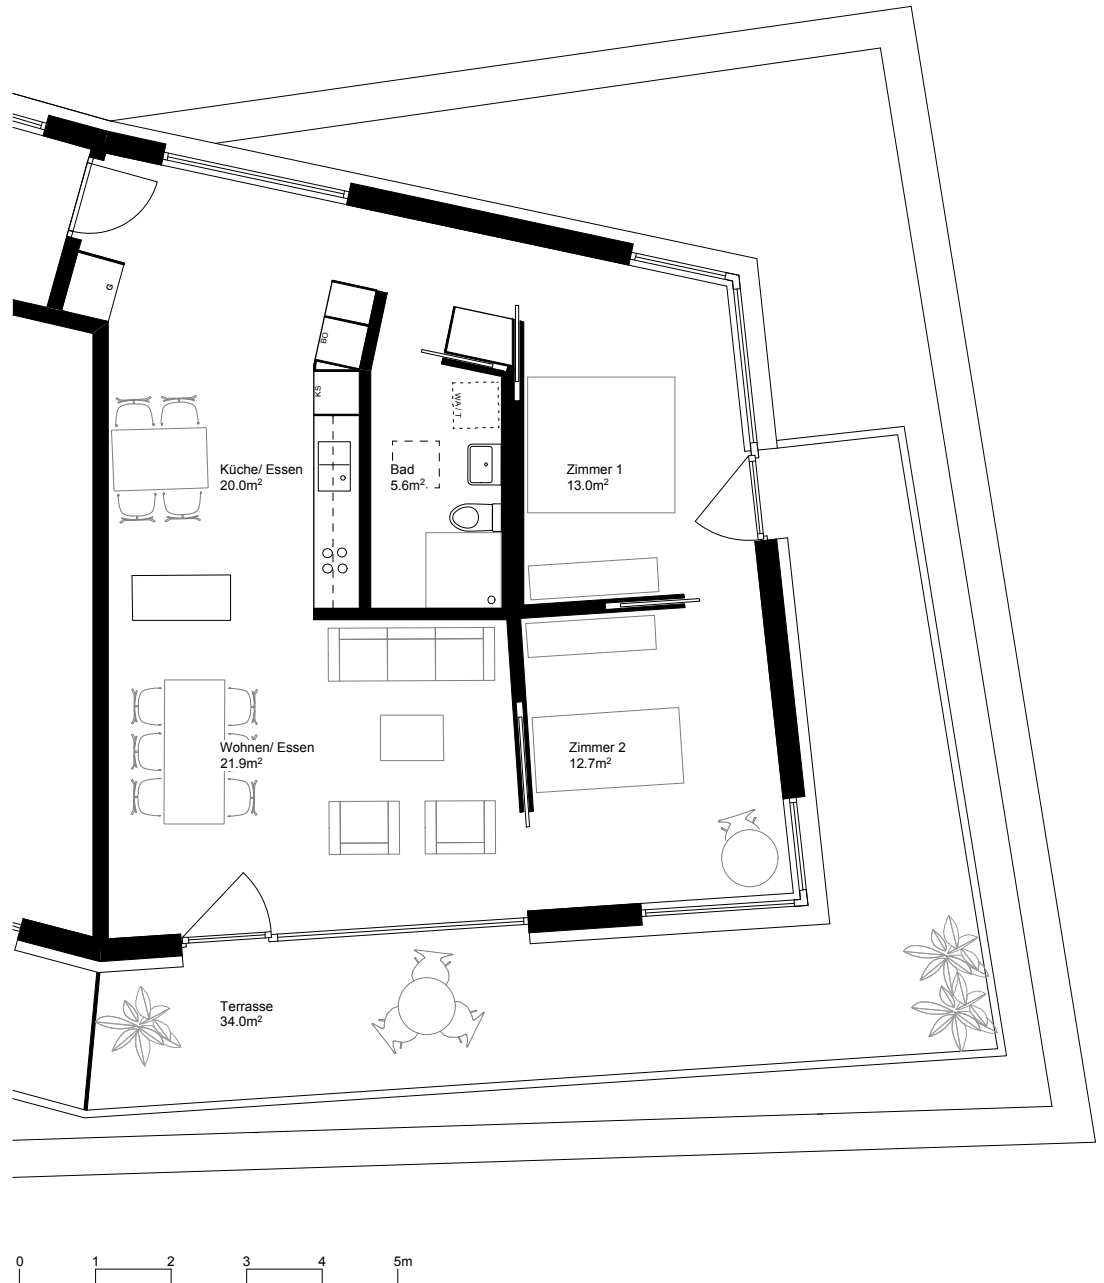 G
BO
KS
WA/ T
Küche/ Essen
20.0m²
Bad
5.6m².
Zimmer 1
13.0m²
Wohnen/ Essen
21.9m²
Zimmer 2
12.7m²
Terrasse
34.0m²
0 1 2 3 4 5m